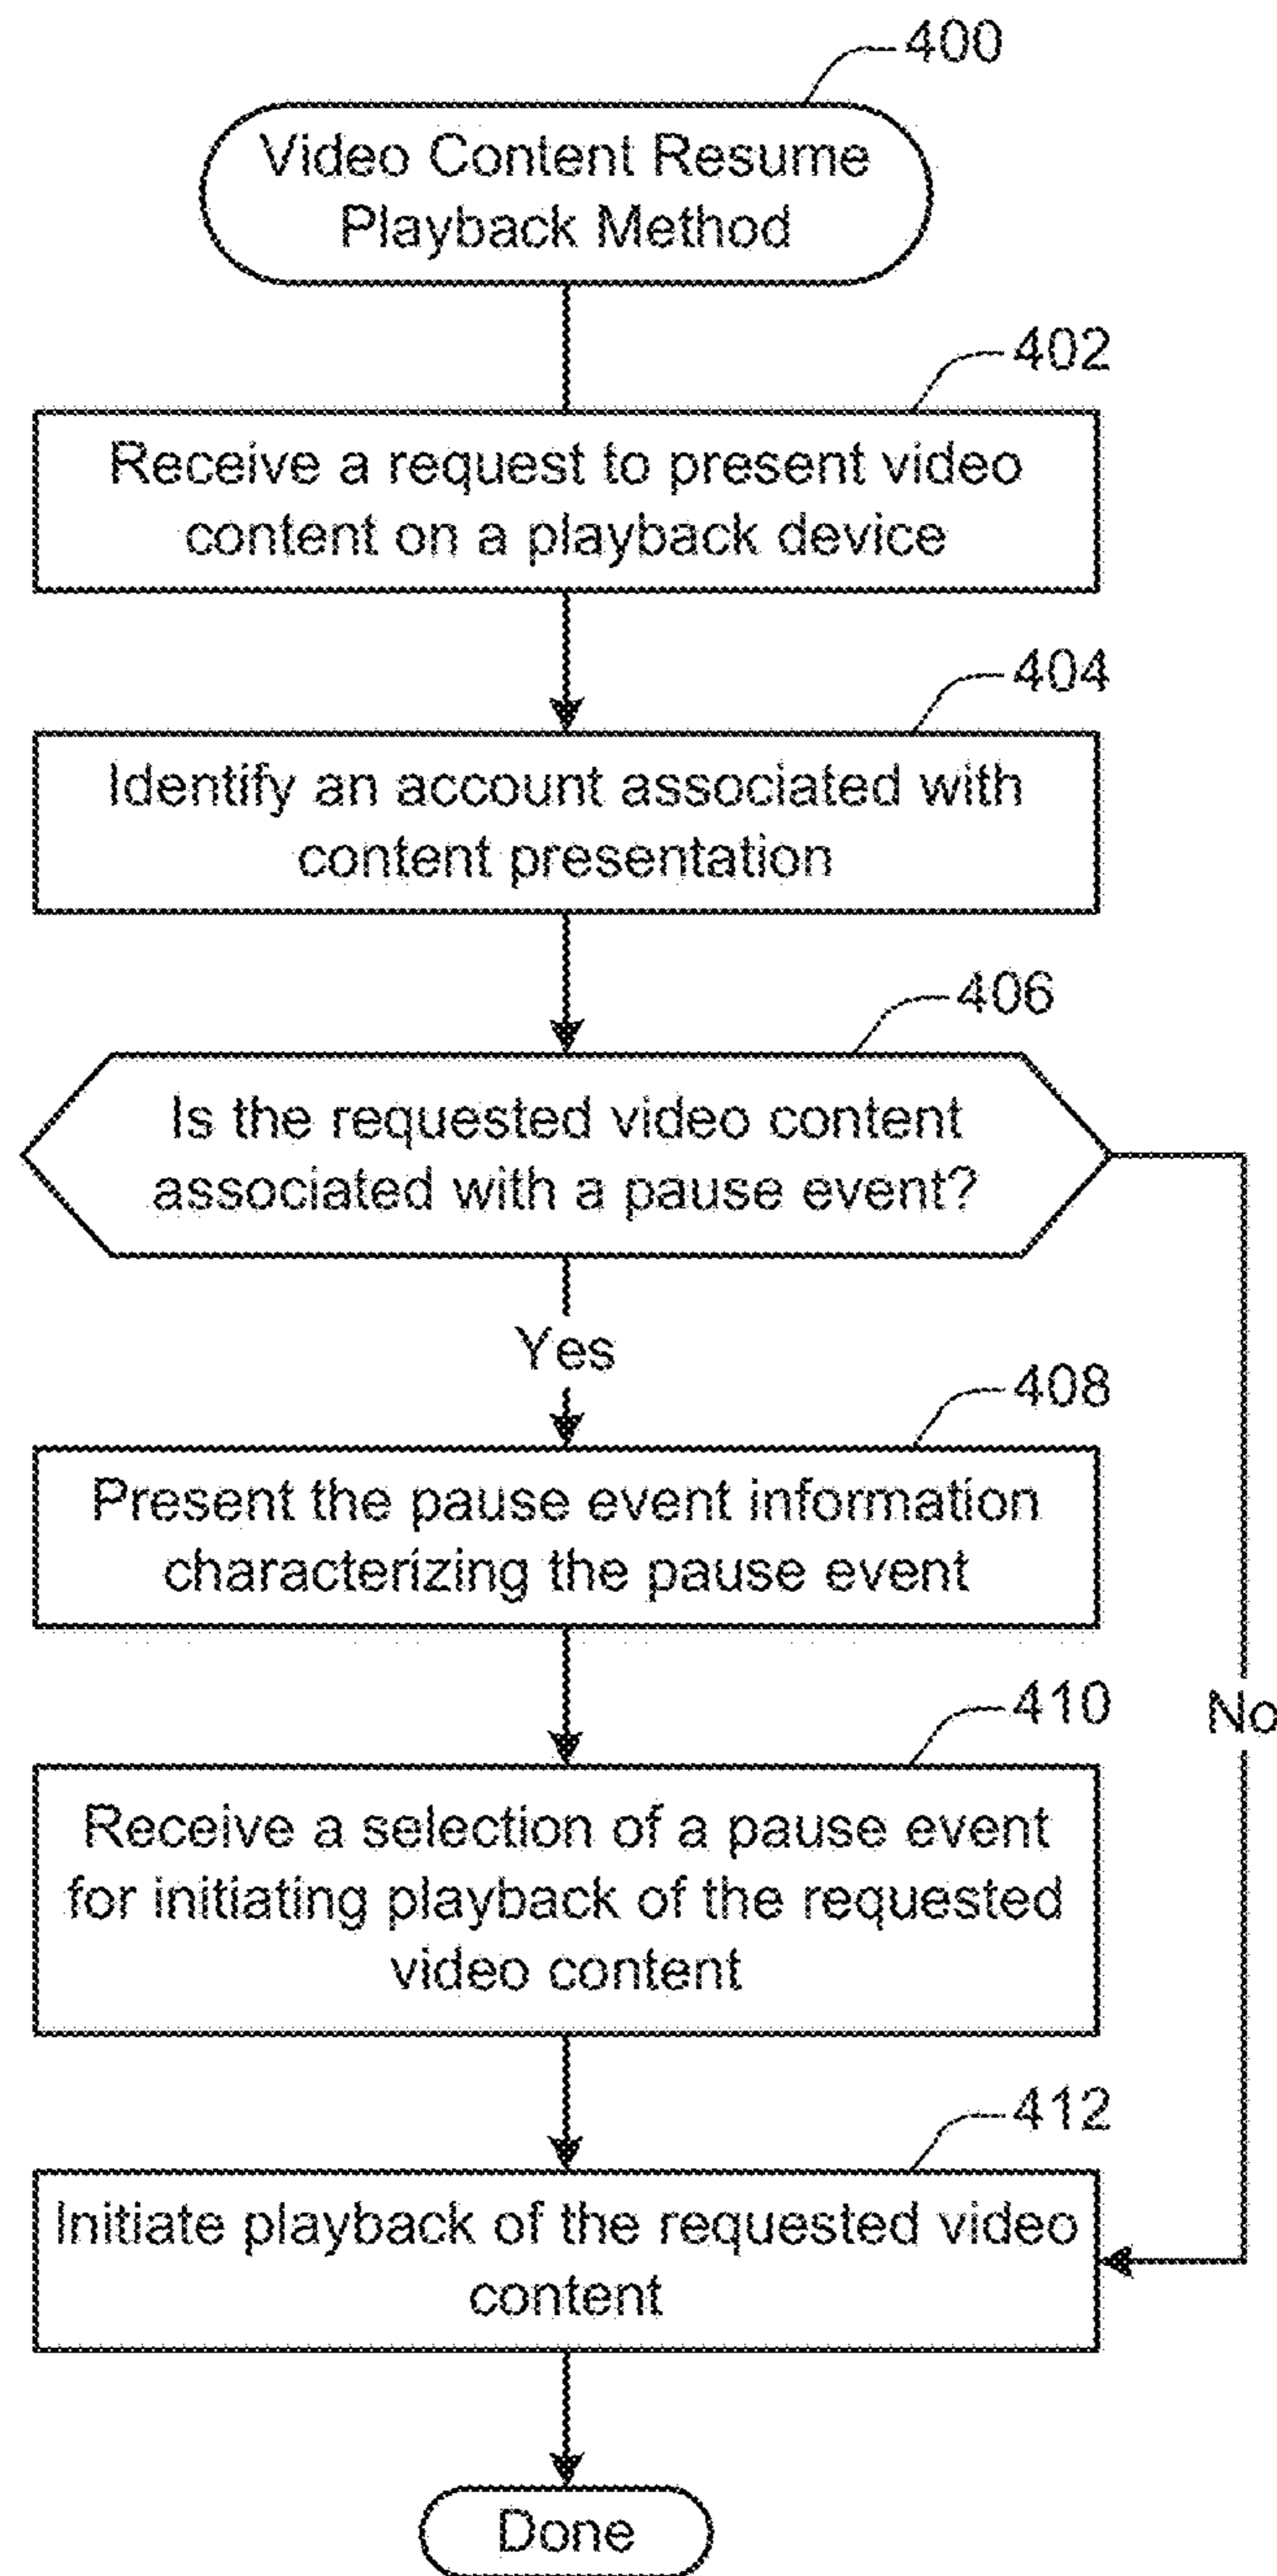 400
Video Content Resume
Playback Method
402
Receive a request to present video
content on a playback device
404
Identify an account associated with
content presentation
406
Is the requested video content
associated with a pause event?
Yes
408
Present the pause event information
characterizing the pause event
410
No
Receive a selection of a pause event
for initiating playback of the requested
video content
412
Initiate playback of the requested video
content
Done